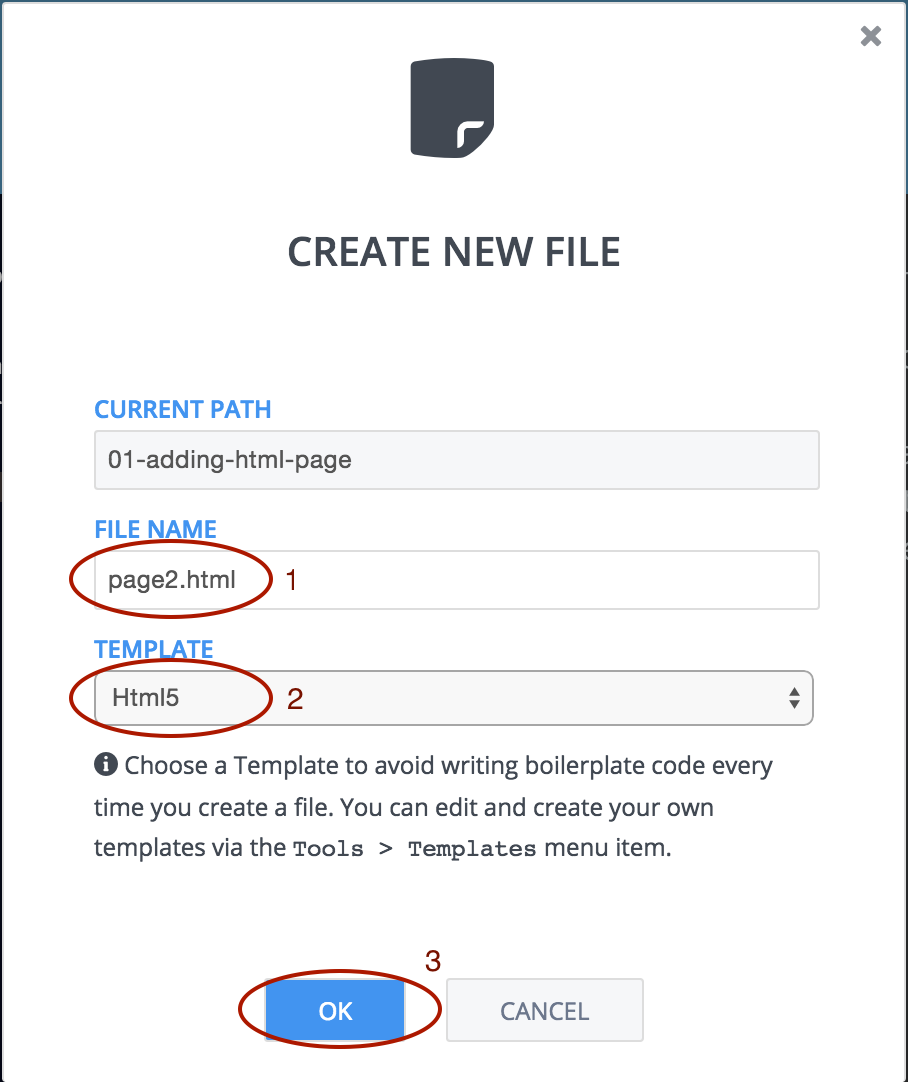 CREATE NEW FILE
CURRENT PATH
01-adding-html-page
FILE NAME
page2.html 1
TEMPLATE
Html5 2
Choose a Template to avoid writing boilerplate code every
time you create a file. You can edit and create your own
templates via the Tools > Templates menu item.
3
OK CANCEL